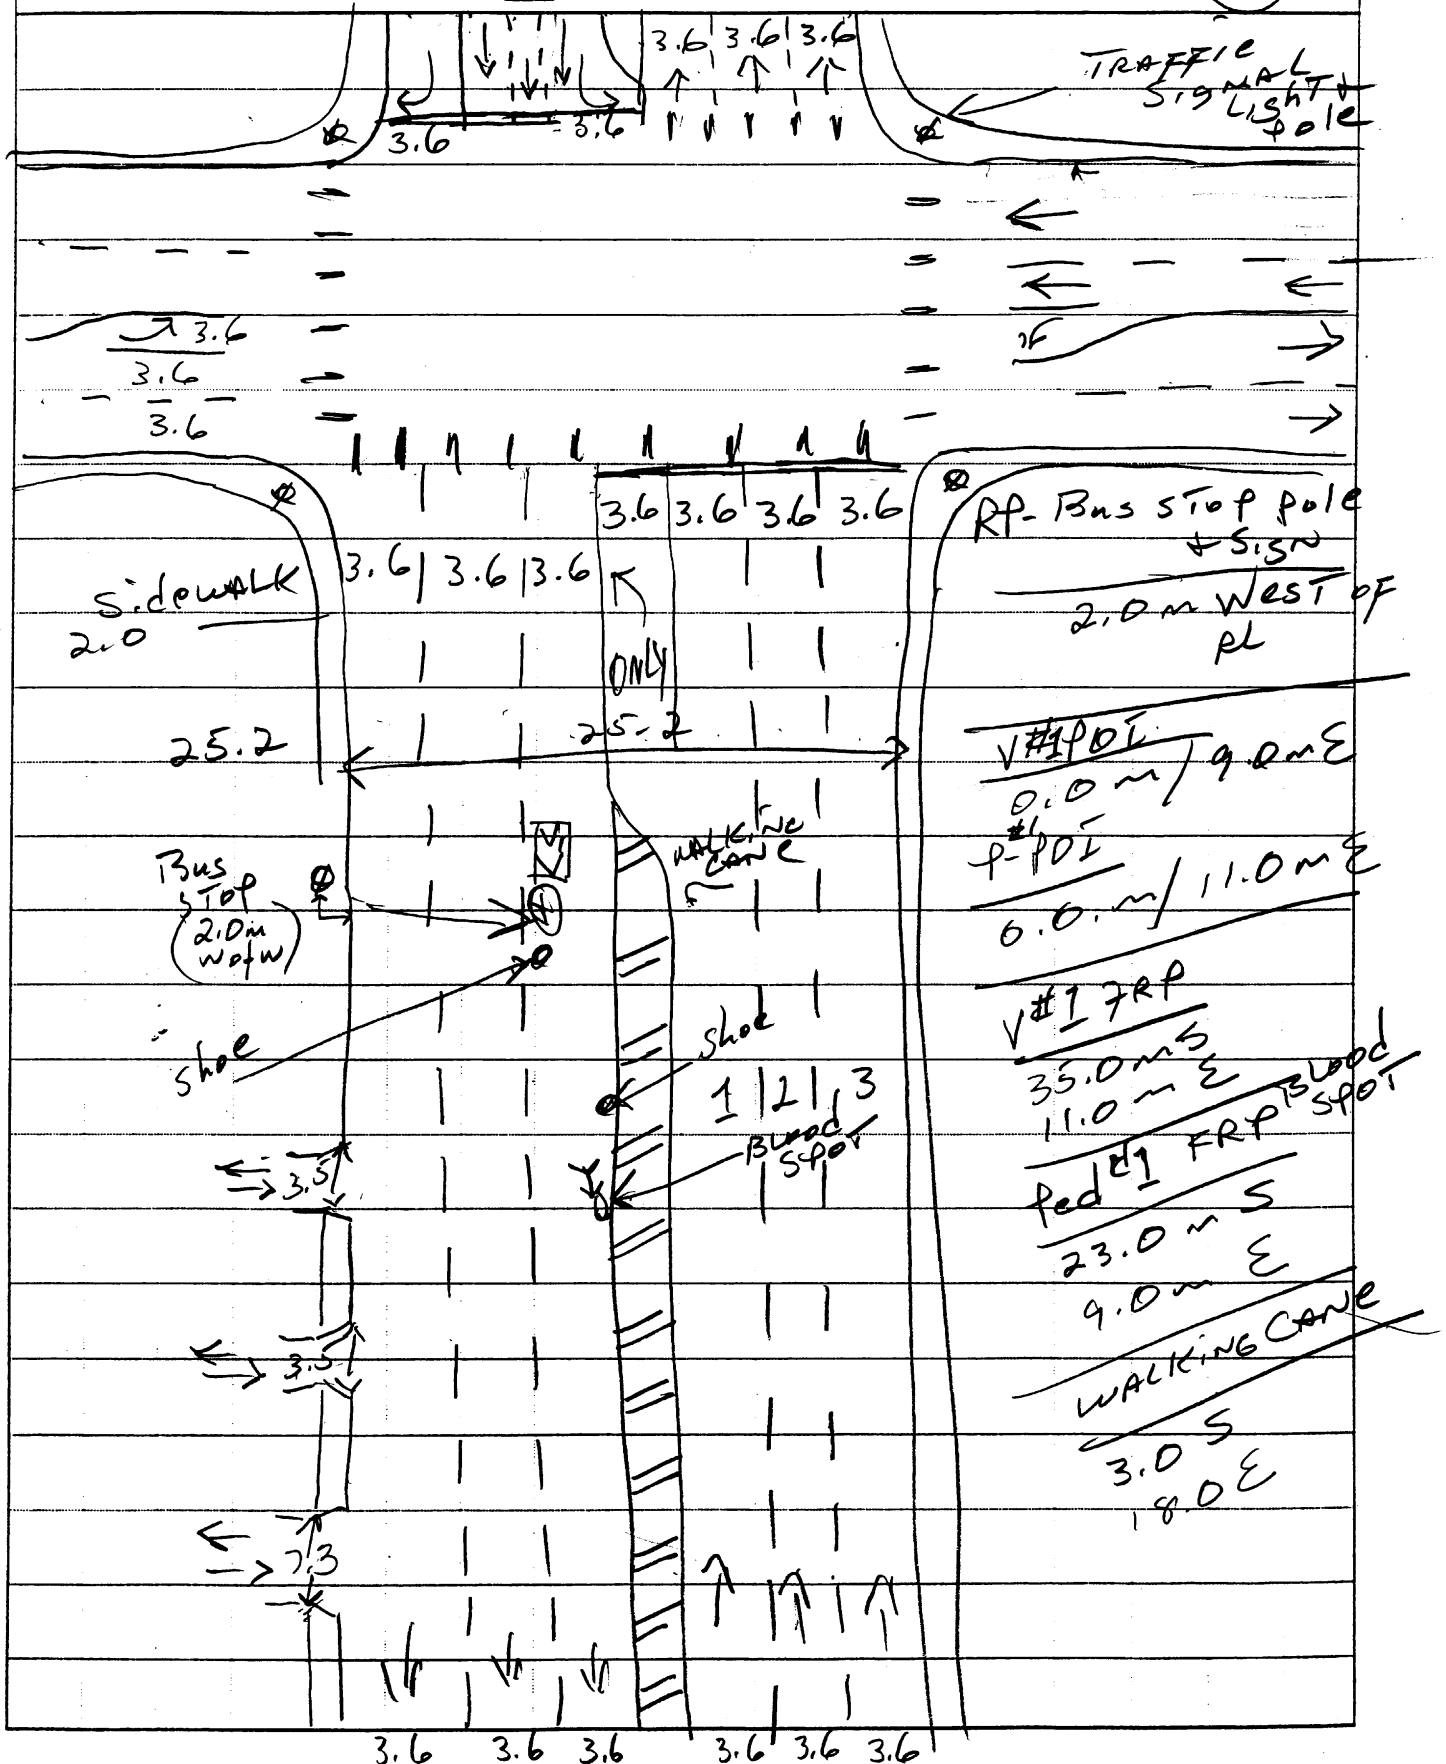 3.6 3.6 3.6
TRAFFIC
SIGNAL
LIGHT +
pole
3.6 3.6
3.6
3.6
3.6
3.6 3.6 3.6 3.6
3.6 3.6 3.6
sidewALK
2.0
RP- Bus sTop pole
+ SiGN
2.0 m WesT OF
ONLY
25.2
25.2
V#1 POI
0.0 m / 9.0 m E
P-#1 POI
0.0. m / 11.0 m E
WALKiNG
CANE
Bus
sTop
2.0m
W of W
shoe
shoe
V#1 FRP
35.0 m S
11.0 m E
1 2 3
BLOOD
SPOT
Ped #1 FRP BLOOD
SPOT
23.0 m S
9.0 m E
3.5
3.5
WALKiNG CANE
3.0 S
18.0 E
7.3
3.6 3.6 3.6 3.6 3.6 3.6